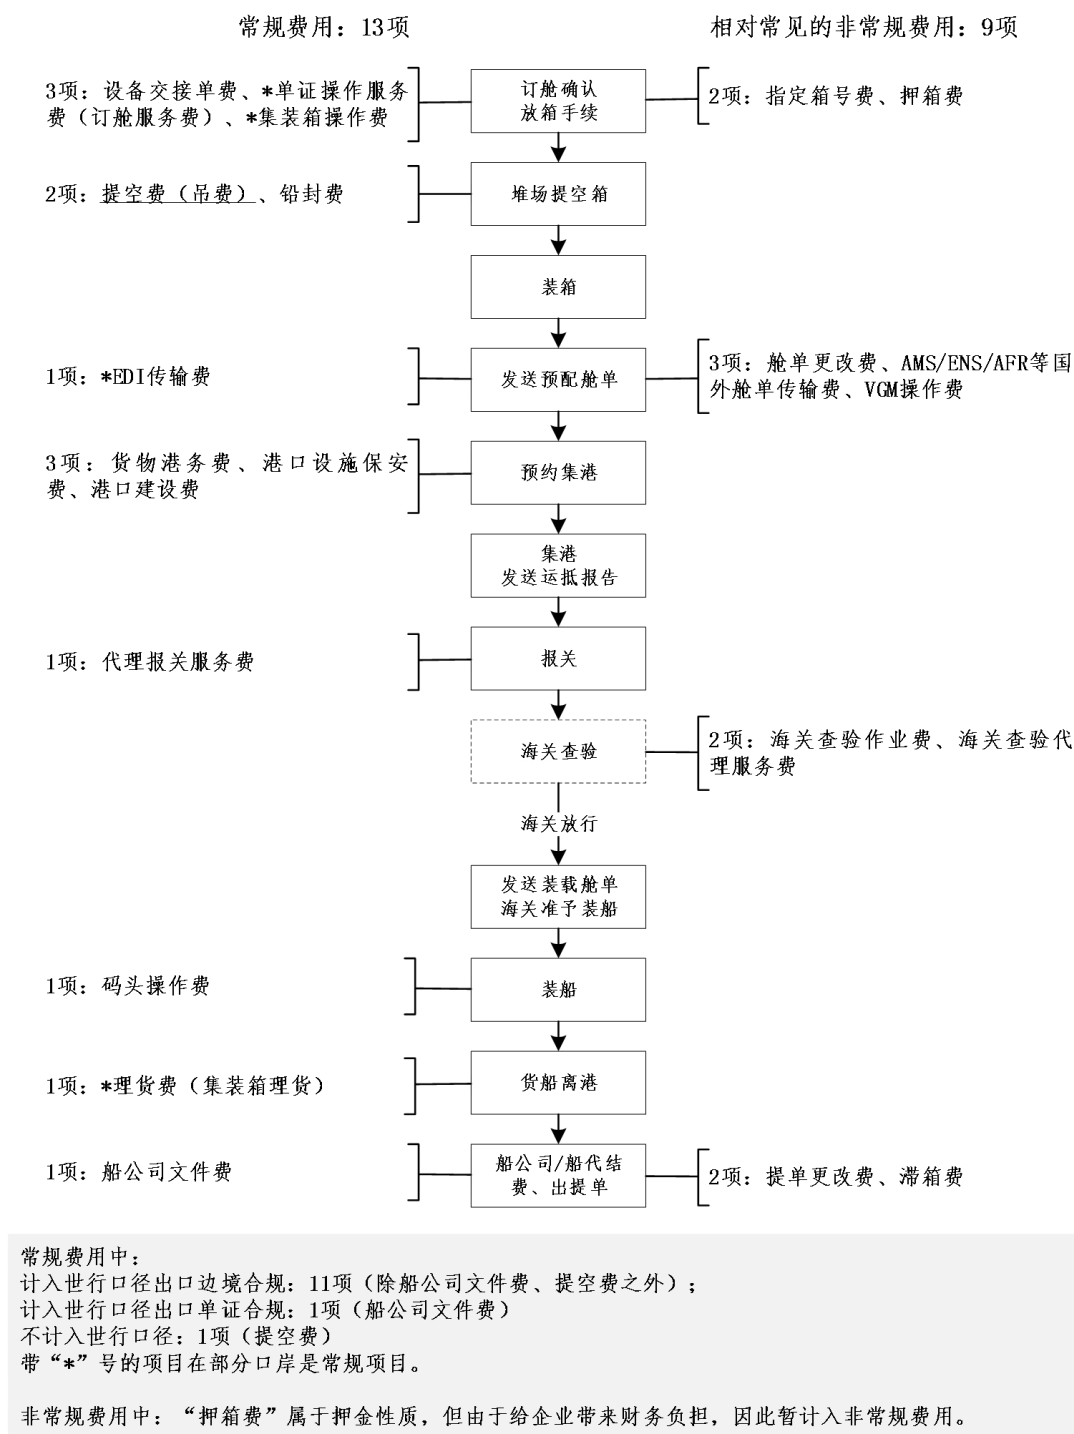 常规费用：13项
相对常见的非常规费用：9项
3项：设备交接单费、*单证操作服务
费（订舱服务费）、*集装箱操作费
订舱确认
放箱手续
2项：指定箱号费、押箱费
2项：提空费（吊费）、铅封费
堆场提空箱
装箱
1项：*EDI传输费
发送预配舱单
3项：舱单更改费、AMS/ENS/AFR等国
外舱单传输费、VGM操作费
3项：货物港务费、港口设施保安
费、港口建设费
预约集港
集港
发送运抵报告
1项：代理报关服务费
报关
海关查验
2项：海关查验作业费、海关查验代
理服务费
海关放行
发送装载舱单
海关准予装船
1项：码头操作费
装船
1项：*理货费（集装箱理货）
货船离港
1项：船公司文件费
船公司/船代结
费、出提单
2项：提单更改费、滞箱费
常规费用中：
计入世行口径出口边境合规：11项（除船公司文件费、提空费之外）；
计入世行口径出口单证合规：1项（船公司文件费）
不计入世行口径：1项（提空费）
带“*”号的项目在部分口岸是常规项目。
非常规费用中：“押箱费”属于押金性质，但由于给企业带来财务负担，因此暂计入非常规费用。